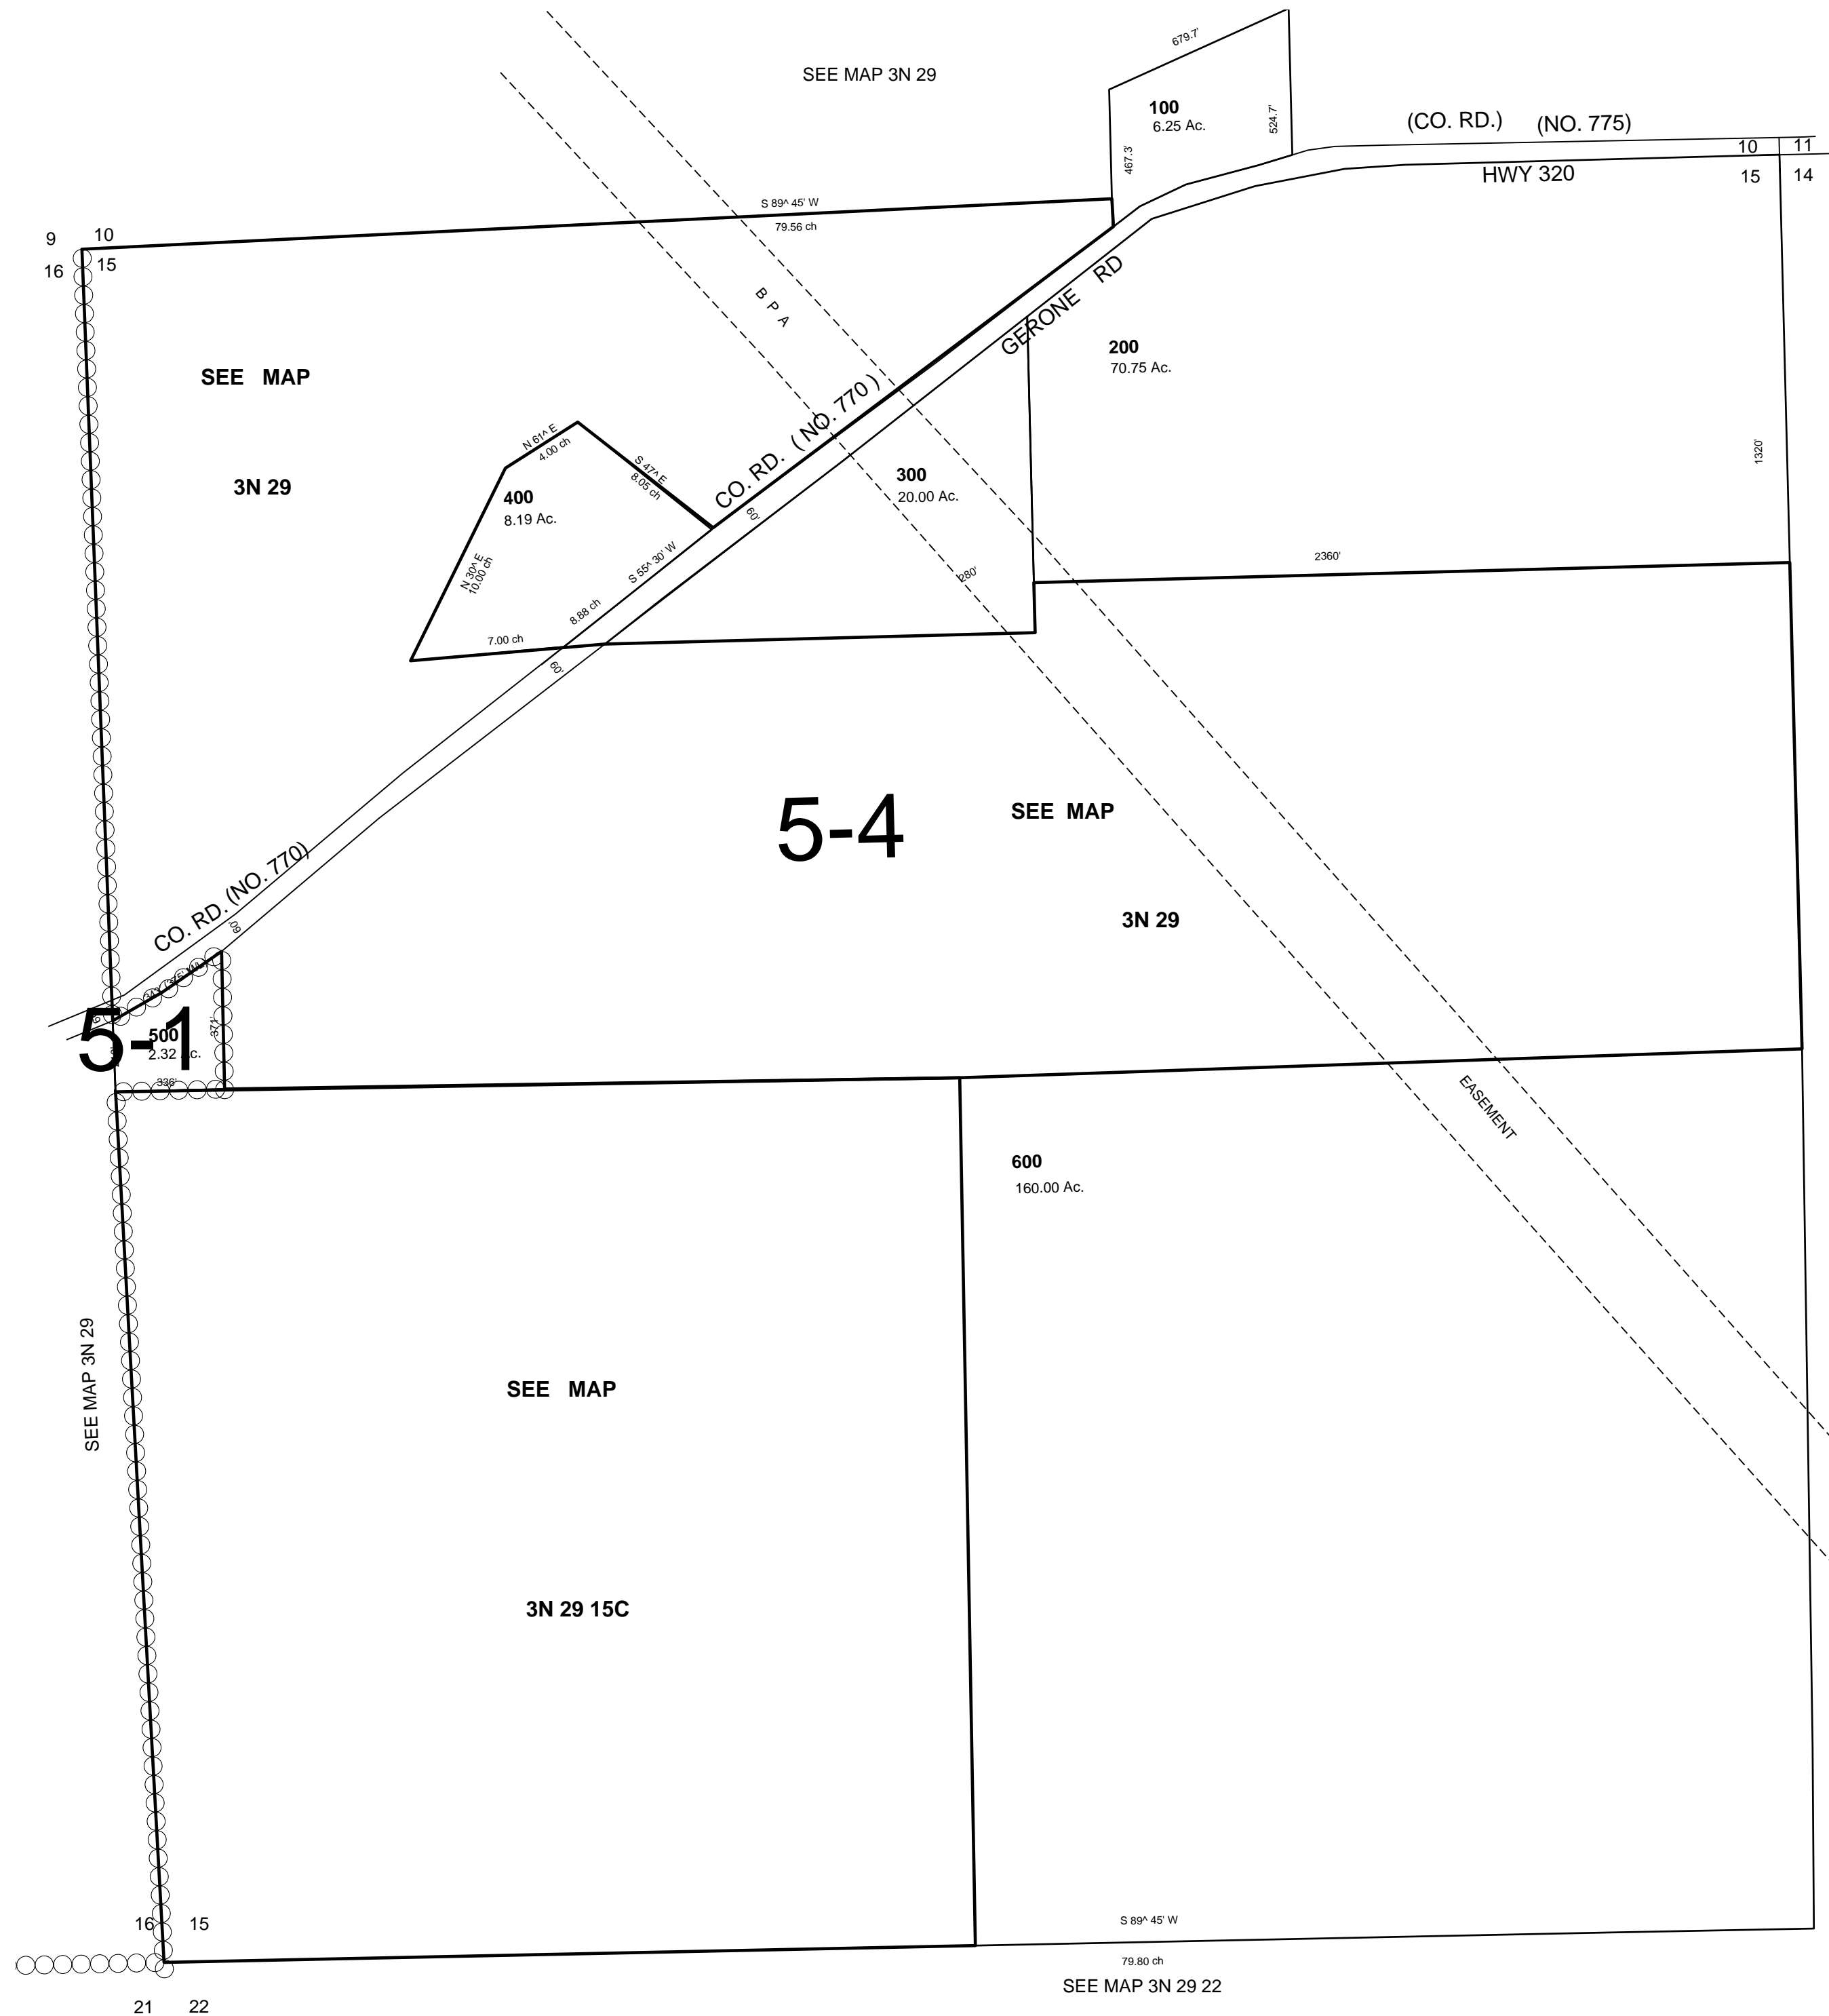 679.7'
SEE MAP 3N 29
100
6.25 Ac.
524.7'
467.3'
(CO. RD.) (NO. 775)
10 11
HWY 320
15 14
S 89^ 45' W
79.56 ch
9 10
16 15
B P A
GERONE RD
SEE MAP
3N 29
200
70.75 Ac.
1320'
CO. RD. ( NO. 770 )
N 61^ E
4.00 ch
S 47^ E
8.05 ch
400
8.19 Ac.
300
20.00 Ac.
60'
N 30^ E
10.00 ch
S 55^ 30' W
8.88 ch
280'
2360'
7.00 ch
60'
5-4
SEE MAP
3N 29
CO. RD. (NO. 770)
60'
5-1
500
2.32 Ac.
371'
336'
EASEMENT
600
160.00 Ac.
SEE MAP 3N 29
SEE MAP
3N 29 15C
16 15
S 89^ 45' W
79.80 ch
SEE MAP 3N 29 22
21 22